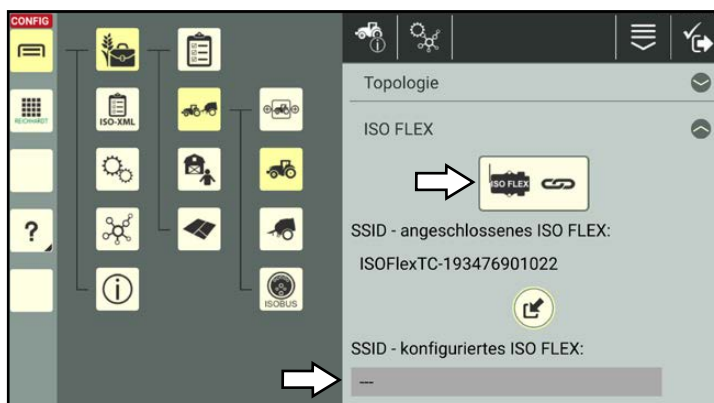 CONFIG
REICHHARDT
ISO-XML
?
ISOBUS
Topologie
ISO FLEX
ISO FLEX
SSID - angeschlossenes ISO FLEX:
ISOFlexTC-193476901022
SSID - konfiguriertes ISO FLEX:
---